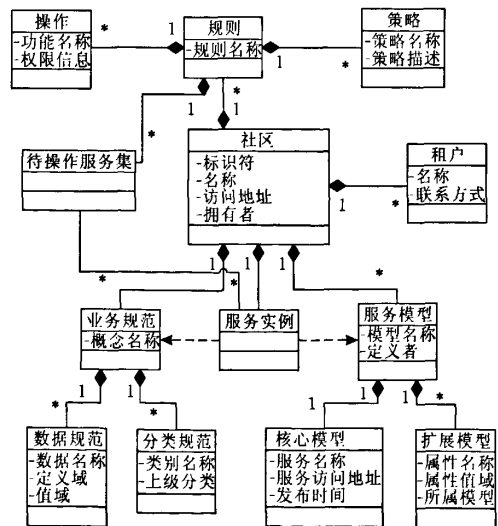 操作
-功能名称
-权限信息
规则
-规则名称
策略
-策略名称
-策略描述
*
1
1
*
1
*
*
1
待操作服务集
社区
-标识符
-名称
-访问地址
-拥有者
租户
-名称
-联系方式
1
*
*
1
1
1
*
*
*
业务规范
-概念名称
服务实例
服务模型
-模型名称
-定义者
1
1
1
1
*
*
1
*
数据规范
-数据名称
-定义域
-值域
分类规范
-类别名称
-上级分类
核心模型
-服务名称
-服务访问地址
-发布时间
扩展模型
-属性名称
-属性值域
-所属模型